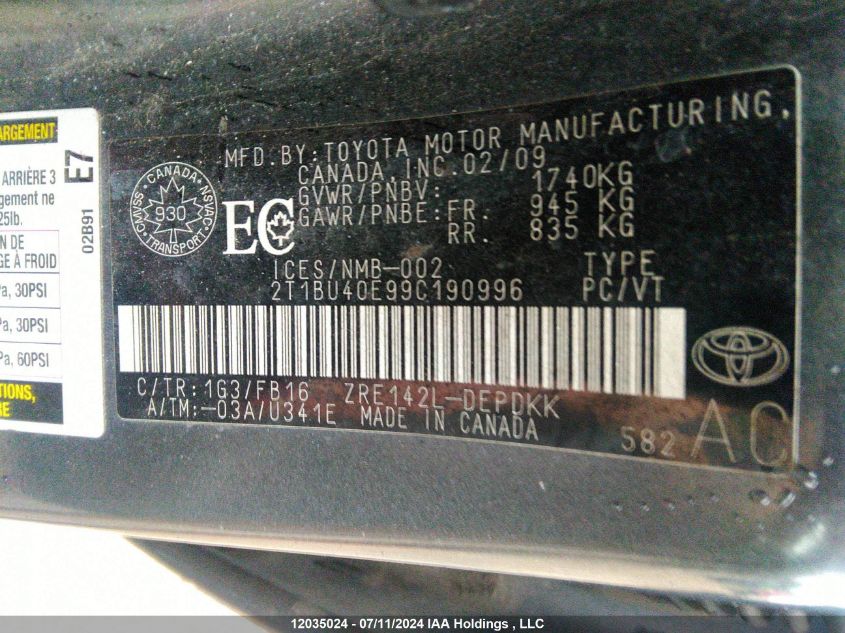 ARGEMENT
ARRIÈRE 3
gement ne
25lb.
N DE
GE À FROID
Pa, 30PSI
Pa, 30PSI
Pa, 60PSI
TIONS,
RE
E7
02B91
MFD. BY: TOYOTA MOTOR MANUFACTURING,
CANADA, INC. 02/09
GVWR/PNBV: 1740KG
GAWR/PNBE: FR. 945 KG
RR. 835 KG
CANADA
CMVSS
NSVAC
930
TRANSPORT
EC
ICES/NMB-002 TYPE
2T1BU40E99C190996 PC/VT
C/TR: 1G3/FB16 ZRE142L-DEPDKK
A/TM:-03A/U341E MADE IN CANADA
582 AC
12035024 - 07/11/2024 IAA Holdings , LLC